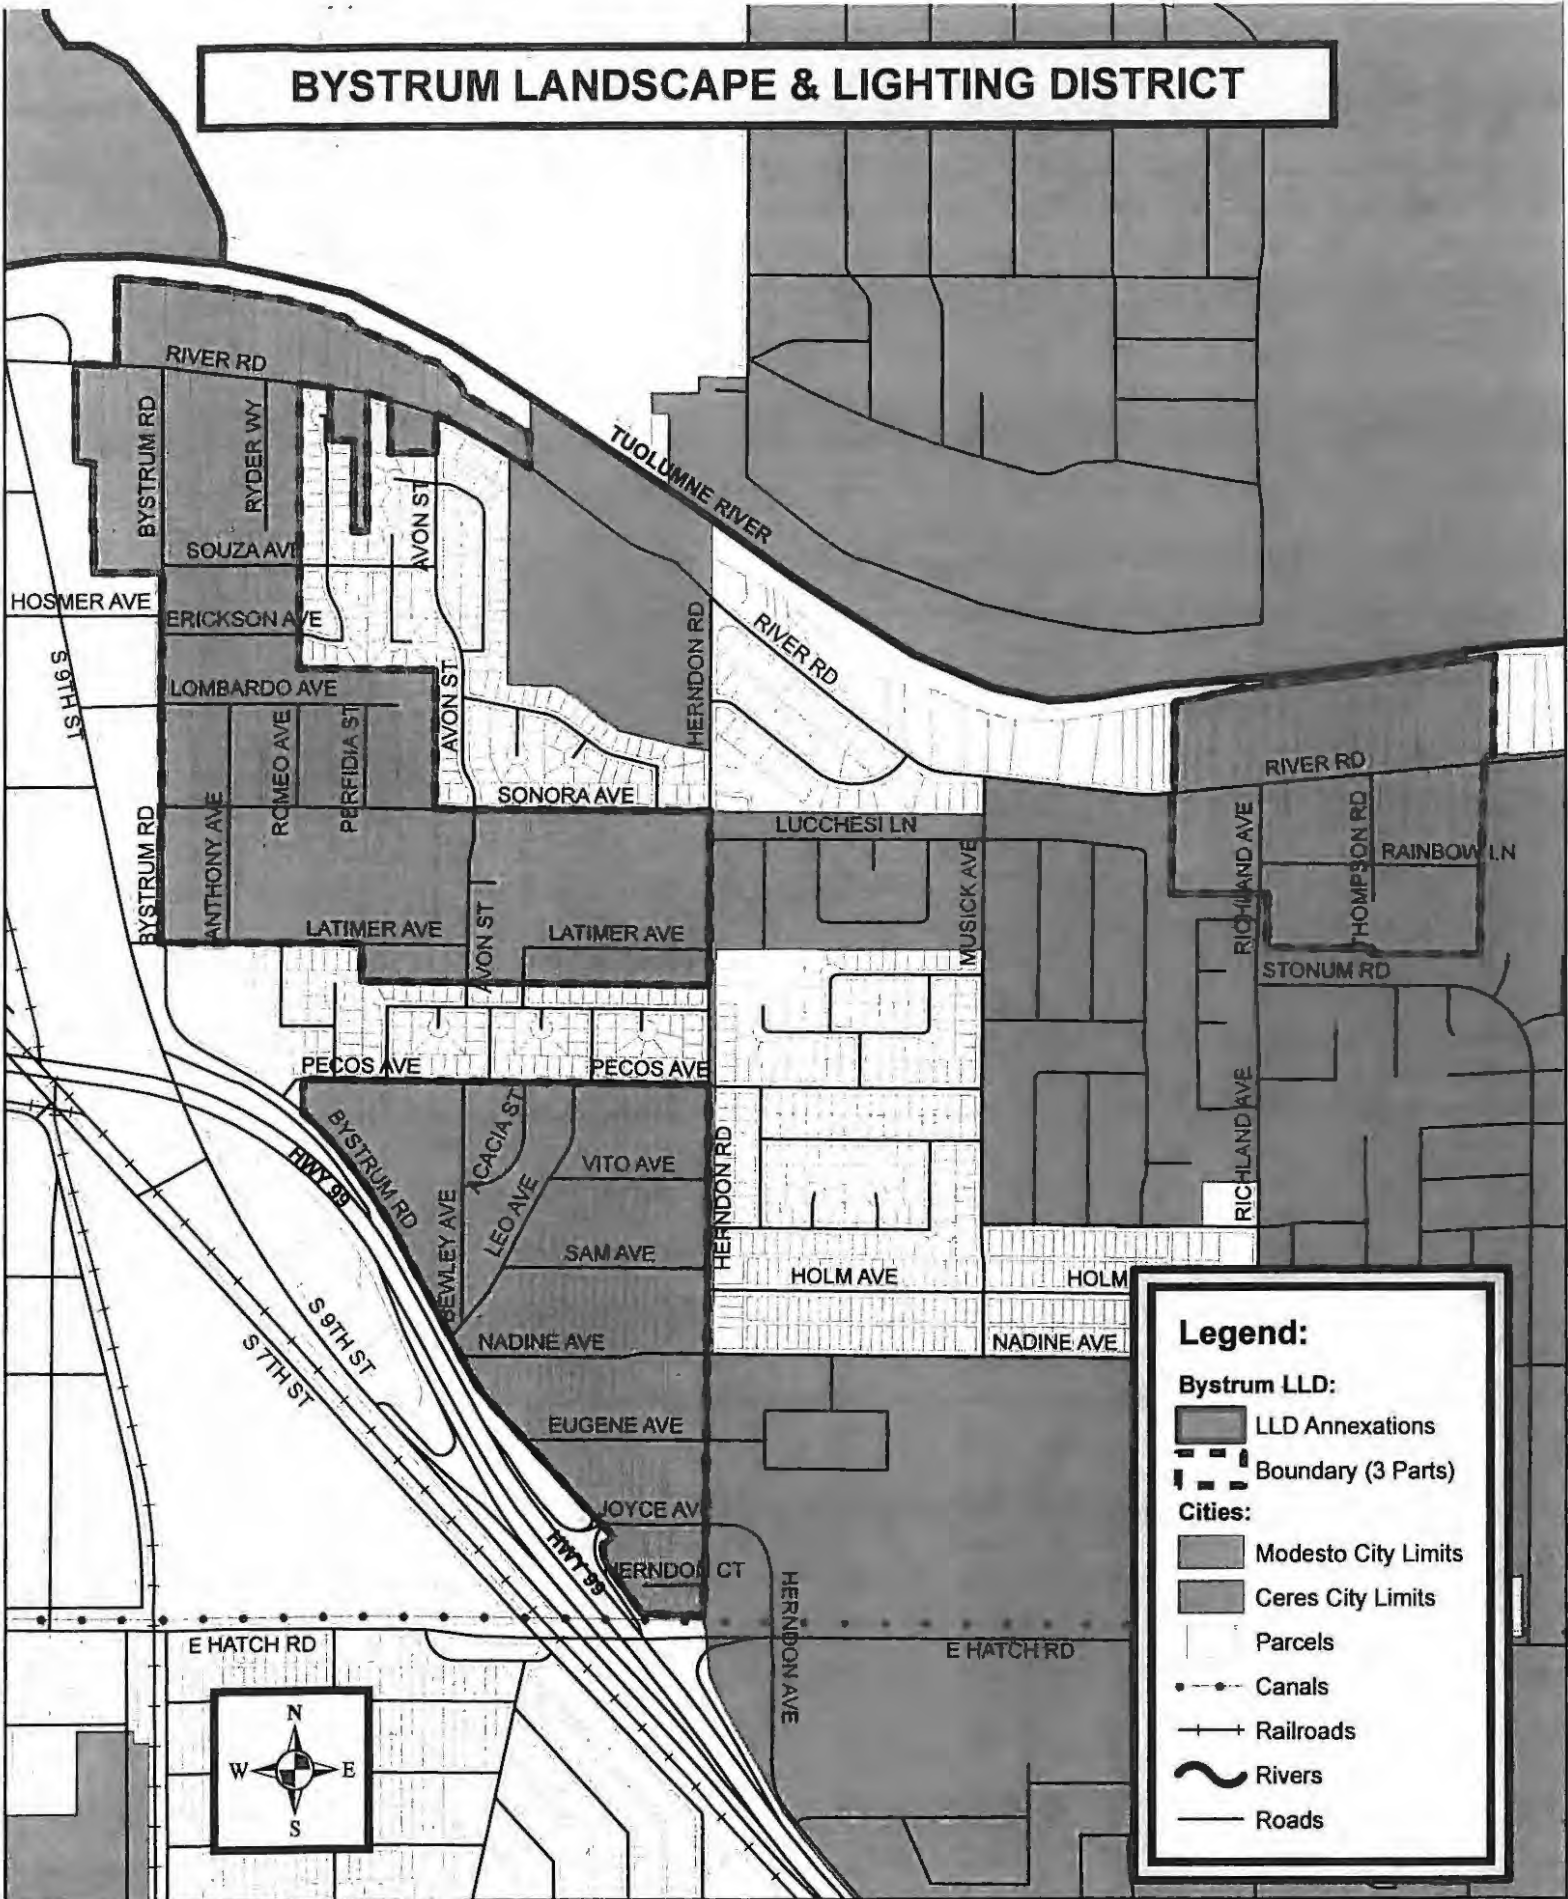 BYSTRUM LANDSCAPE & LIGHTING DISTRICT
RIVER RD
BYSTRUM RD
RYDER WY
AVON ST
TUOLUMNE RIVER
SOUZA AVE
HOSMER AVE
ERICKSON AVE
HERNDON RD
RIVER RD
S 9TH ST
LOMBARDO AVE
AVON ST
ROMEO AVE
PERFIDIA ST
RIVER RD
SONORA AVE
BYSTRUM RD
ANTHONY AVE
LUCCHESI LN
MUSICK AVE
RICHLAND AVE
THOMPSON RD
RAINBOW LN
LATIMER AVE
AVON ST
LATIMER AVE
STONUM RD
PECOS AVE
PECOS AVE
BYSTRUM RD
ACACIA ST
HWY 99
VITO AVE
HERNDON RD
RICHLAND AVE
BEWLEY AVE
LEO AVE
SAM AVE
HOLM AVE
HOLM
S 9TH ST
S 7TH ST
NADINE AVE
NADINE AVE
EUGENE AVE
JOYCE AV
HWY 99
HERNDON CT
HERNDON AVE
E HATCH RD
E HATCH RD
N
W E
S
Legend:
Bystrum LLD:
LLD Annexations
Boundary (3 Parts)
Cities:
Modesto City Limits
Ceres City Limits
Parcels
Canals
Railroads
Rivers
Roads